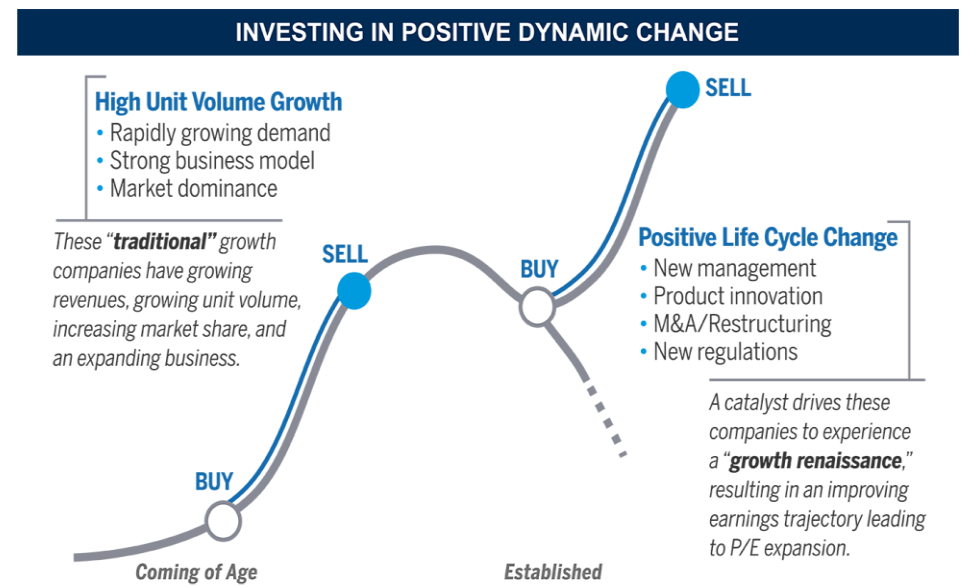 INVESTING IN POSITIVE DYNAMIC CHANGE
High Unit Volume Growth
• Rapidly growing demand
• Strong business model
• Market dominance
These “traditional” growth
companies have growing
revenues, growing unit volume,
increasing market share, and
an expanding business.
BUY
SELL
BUY
SELL
Positive Life Cycle Change
• New management
• Product innovation
• M&A/Restructuring
• New regulations
A catalyst drives these
companies to experience
a “growth renaissance,”
resulting in an improving
earnings trajectory leading
to P/E expansion.
Coming of Age
Established